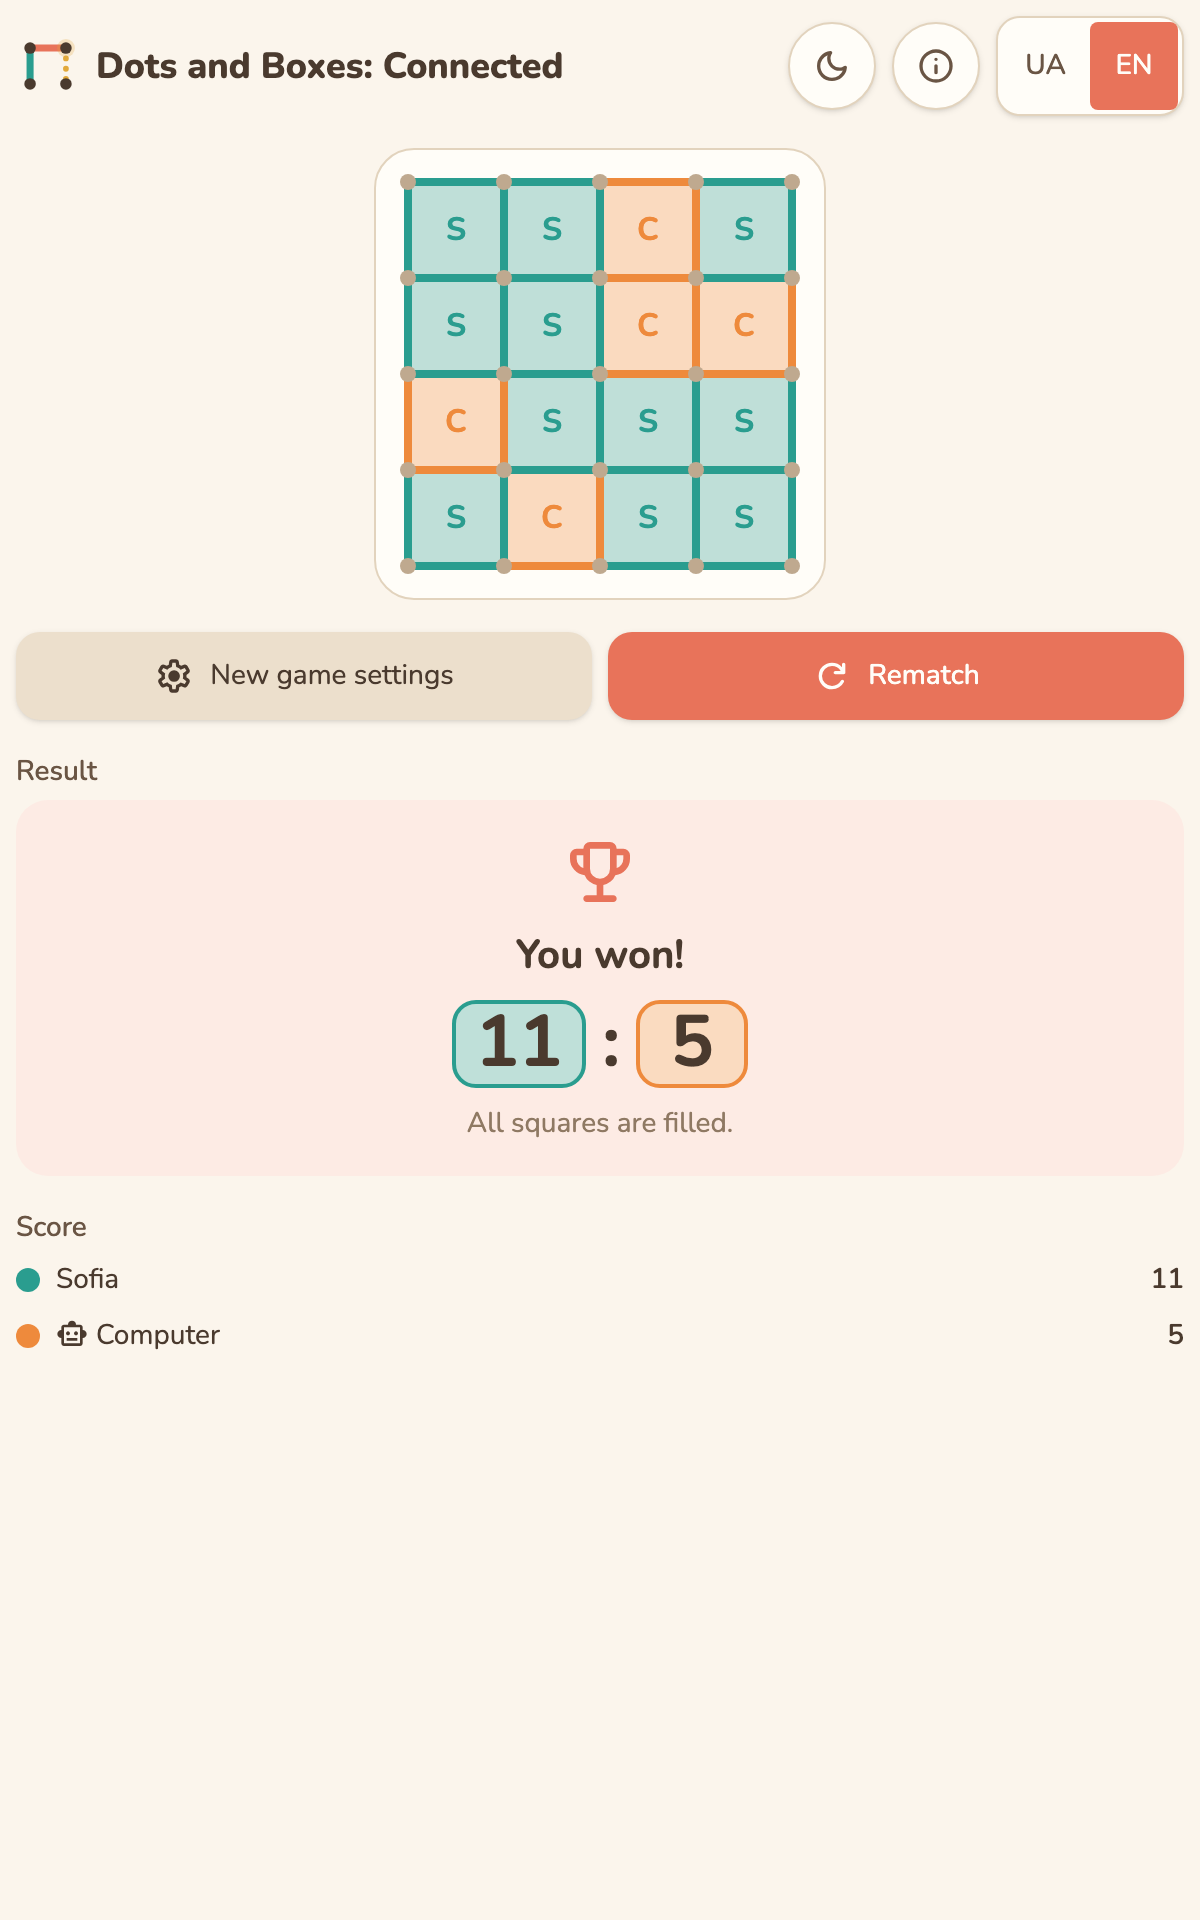 Dots and Boxes: Connected
UA EN
S S C S
S S C C
C S S S
S C S S
New game settings
Rematch
Result
You won!
11 : 5
All squares are filled.
Score
Sofia 11
Computer 5